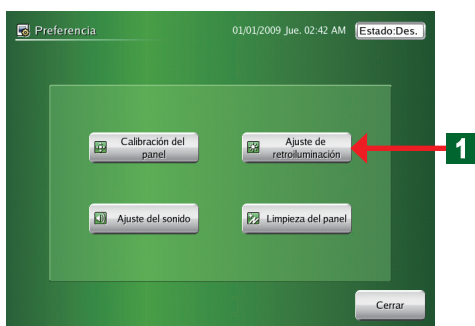 Preferencia
01/01/2009 Jue. 02:42 AM
Estado:Des.
Calibración del
panel
Ajuste de
retroiluminación
1
Ajuste del sonido
Limpieza del panel
Cerrar